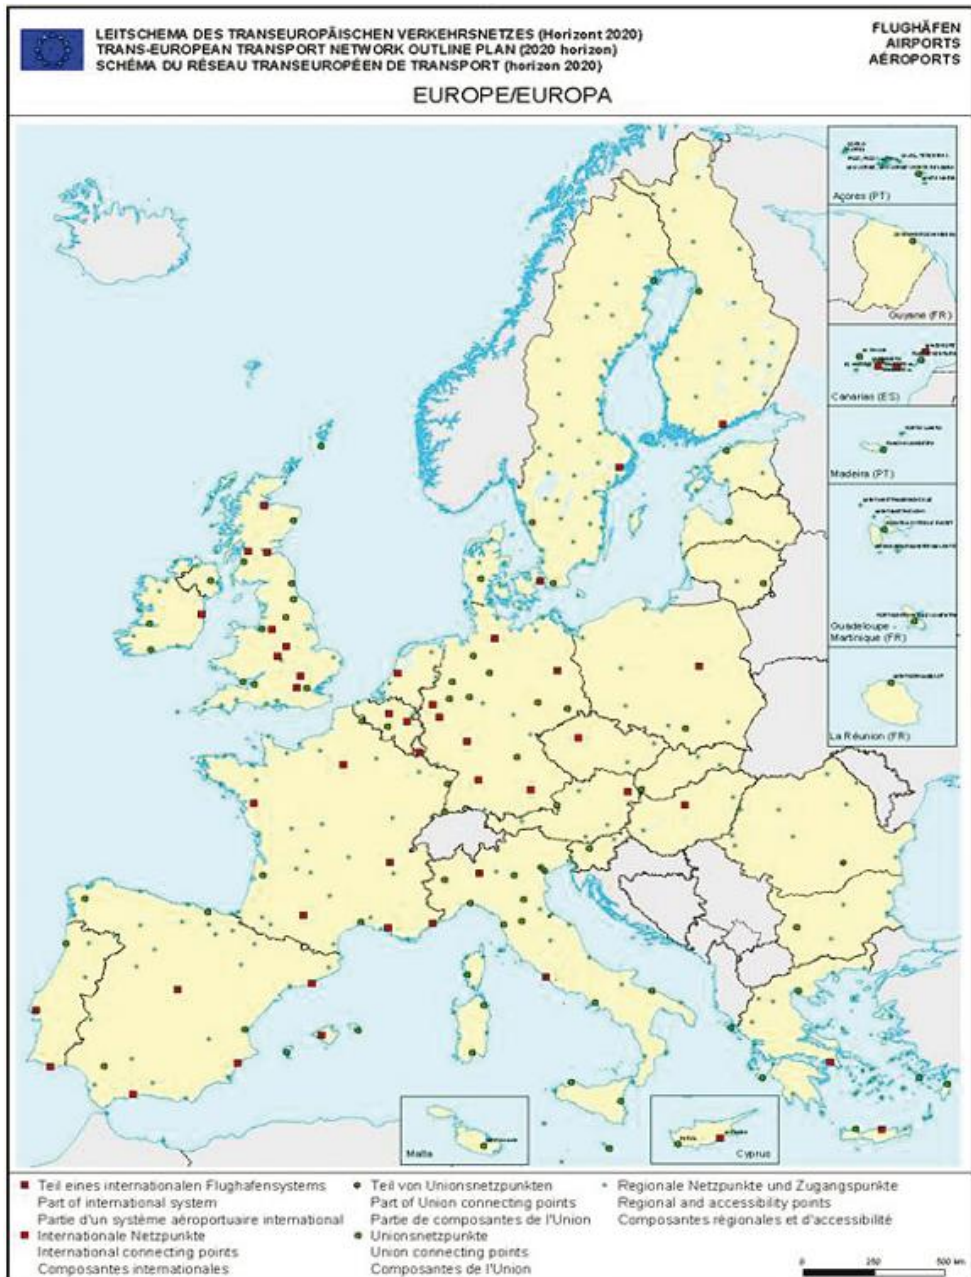 LEITSCHEMA DES TRANSEUROPÄISCHEN VERKEHRSNETZES (Horizont 2020)
TRANS-EUROPEAN TRANSPORT NETWORK OUTLINE PLAN (2020 horizon)
SCHÉMA DU RÉSEAU TRANSEUROPÉEN DE TRANSPORT (horizon 2020)
FLUGHÄFEN
AIRPORTS
AÉROPORTS
EUROPE/EUROPA
Açores (PT)
Guyane (FR)
Canarias (ES)
Madeira (PT)
Guadeloupe -
Martinique (FR)
La Réunion (FR)
Malta
Cyprus
Teil eines internationalen Flughafensystems
Part of international system
Partie d'un système aéroportuaire international
Internationale Netzpunkte
International connecting points
Composantes internationales
Teil von Unionsnetzpunkten
Part of Union connecting points
Partie de composantes de l'Union
Unionsnetzpunkte
Union connecting points
Composantes de l'Union
Regionale Netzpunkte und Zugangspunkte
Regional and accessibility points
Composantes régionales et d'accessibilité
0 250 500 km